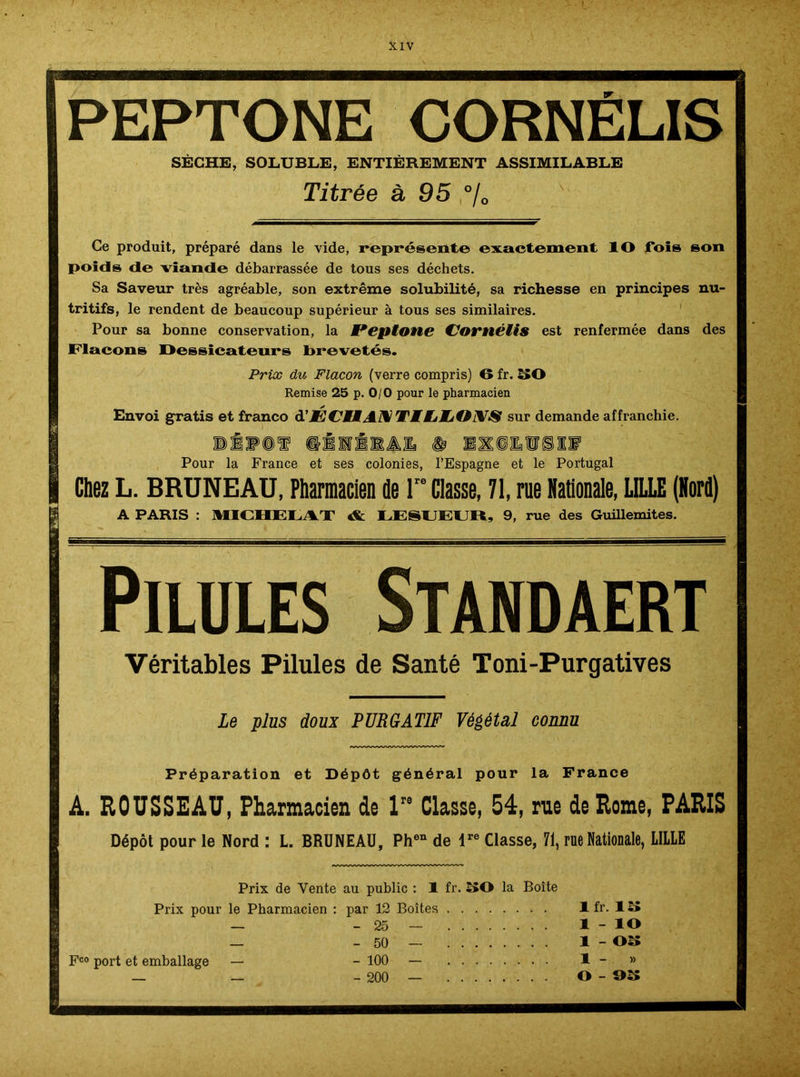 XIV
PEPTONE CORNÉLIS
SÈCHE, SOLUBLE, ENTIÈREMENT ASSIMILABLE
Titrée à 95 %
Ce produit, préparé dans le vide, représente exactement 10 fois son
poids de viande débarrassée de tous ses déchets.
Sa Saveur très agréable, son extrême solubilité, sa richesse en principes nu-
tritifs, le rendent de beaucoup supérieur à tous ses similaires.
Pour sa bonne conservation, la Peptone Cornélis est renfermée dans des
Flacons Dessicateurs brevetés.
Prix du Flacon (verre compris) 6 fr. 50
Remise 25 p. 0/0 pour le pharmacien
Envoi gratis et franco d'ÉCHANTILLONS sur demande affranchie.
DÉPOT GÉNÉRAL & EXCLUSIF
Pour la France et ses colonies, l'Espagne et le Portugal
Chez L. BRUNEAU, Pharmacien de 1re Classe, 71, rue Nationale, LILLE (Nord)
A PARIS : MICHELAT & LESUEUR, 9, rue des Guillemites.
PILULES STANDAERT
Véritables Pilules de Santé Toni-Purgatives
Le plus doux PURGATIF Végétal connu
Préparation et Dépôt général pour la France
A. ROUSSEAU, Pharmacien de 1re Classe, 54, rue de Rome, PARIS
Dépôt pour le Nord : L. BRUNEAU, Phen de 1re Classe, 71, rue Nationale, LILLE
Prix de Vente au public : 1 fr. 50 la Boîte
Prix pour le Pharmacien : par 12 Boîtes . . . . . . . . 1 fr. 15
— - 25 — . . . . . . . . 1 - 10
— - 50 — . . . . . . . . 1 - 05
Fco port et emballage — - 100 — . . . . . . . . 1 - »
— — - 200 — . . . . . . . . 0 - 95